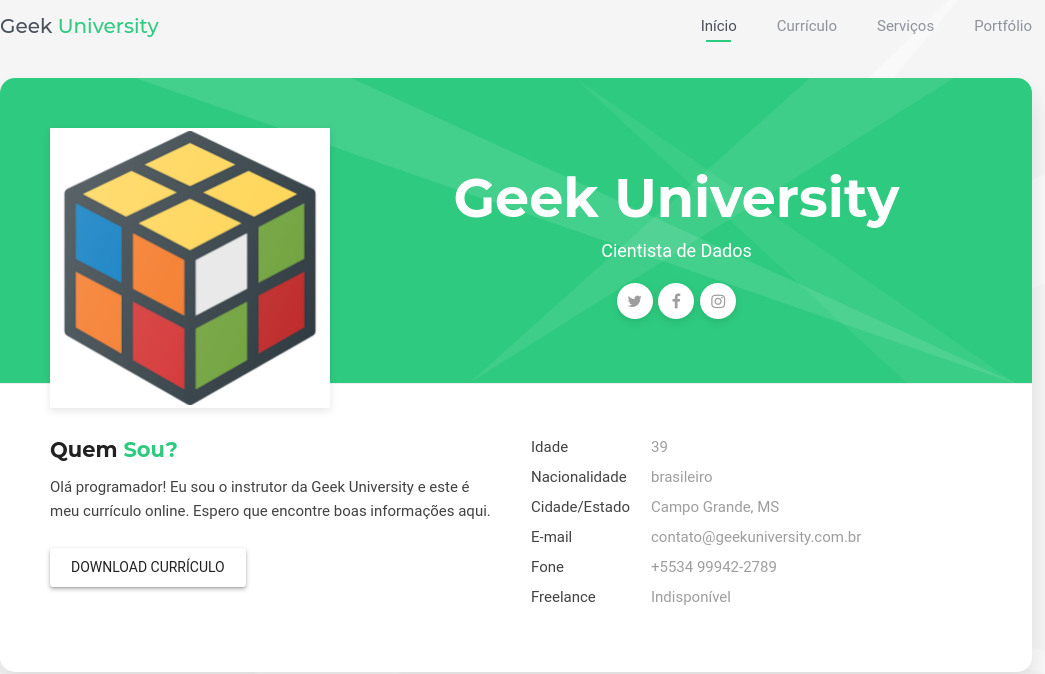 Geek University
Início
Currículo
Serviços
Portfólio
Geek University
Cientista de Dados
Quem Sou?
Olá programador! Eu sou o instrutor da Geek University e este é
meu currículo online. Espero que encontre boas informações aqui.
DOWNLOAD CURRÍCULO
Idade 39
Nacionalidade brasileiro
Cidade/Estado Campo Grande, MS
E-mail contato@geekuniversity.com.br
Fone +5534 99942-2789
Freelance Indisponível